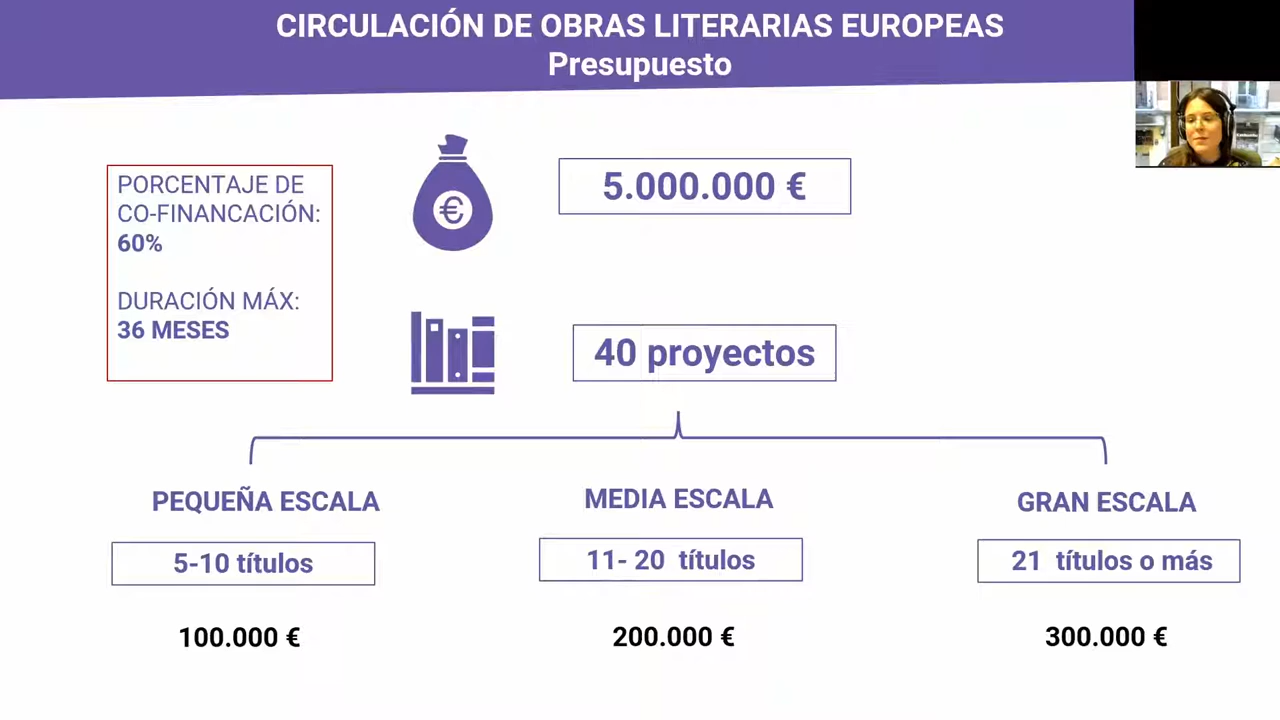 CIRCULACIÓN DE OBRAS LITERARIAS EUROPEAS
Presupuesto
PORCENTAJE DE
CO-FINANCACIÓN:
60%
DURACIÓN MÁX:
36 MESES
€
5.000.000 €
40 proyectos
PEQUEÑA ESCALA
MEDIA ESCALA
GRAN ESCALA
5-10 títulos
11- 20 títulos
21 títulos o más
100.000 €
200.000 €
300.000 €